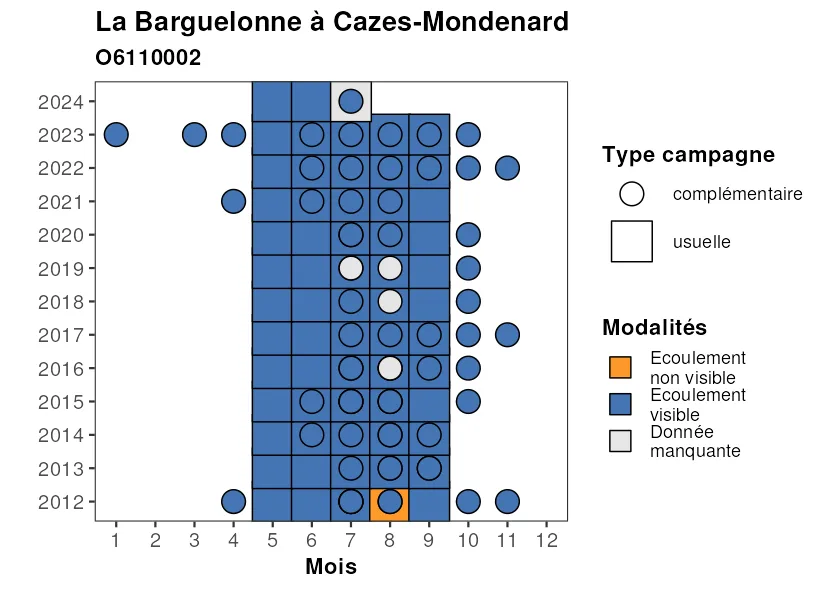 La Barguelonne à Cazes-Mondenard
O6110002
2024
2023
2022
2021
2020
2019
2018
2017
2016
2015
2014
2013
2012
1 2 3 4 5 6 7 8 9 10 11 12
Mois
Type campagne
complémentaire
usuelle
Modalités
Ecoulement
non visible
Ecoulement
visible
Donnée
manquante